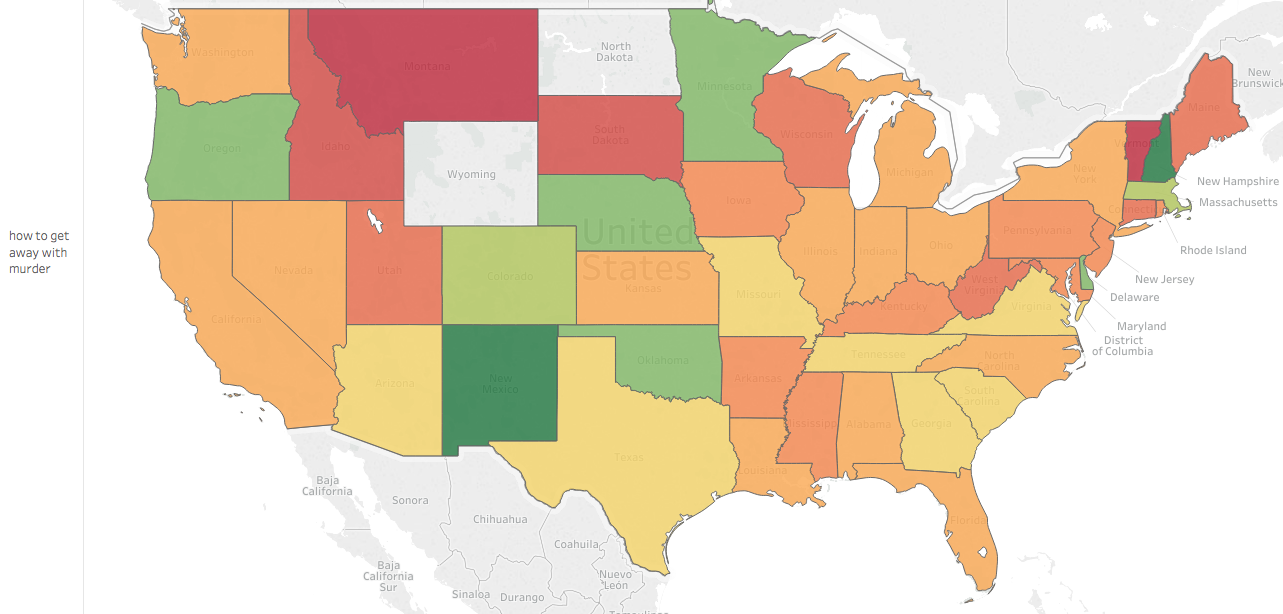 how to get
away with
murder
Washington
Montana
North
Dakota
Minnesota
Maine
New
Brunswick
Oregon
Idaho
South
Dakota
Wisconsin
Vermont
Wyoming
Michigan
New
York
New Hampshire
Massachusetts
Iowa
Connecticut
Rhode Island
United
States
Nevada
Utah
Colorado
Kansas
Illinois
Indiana
Ohio
Pennsylvania
New Jersey
Delaware
California
Missouri
West
Virginia
Virginia
Kentucky
Maryland
District
of Columbia
Arizona
New
Mexico
Oklahoma
Arkansas
Tennessee
North
Carolina
South
Carolina
Texas
Louisiana
Mississippi
Alabama
Georgia
Florida
Baja
California
Sonora
Chihuahua
Coahuila
Baja
California
Sur
Sinaloa
Durango
Nuevo
León
Tamaulipas